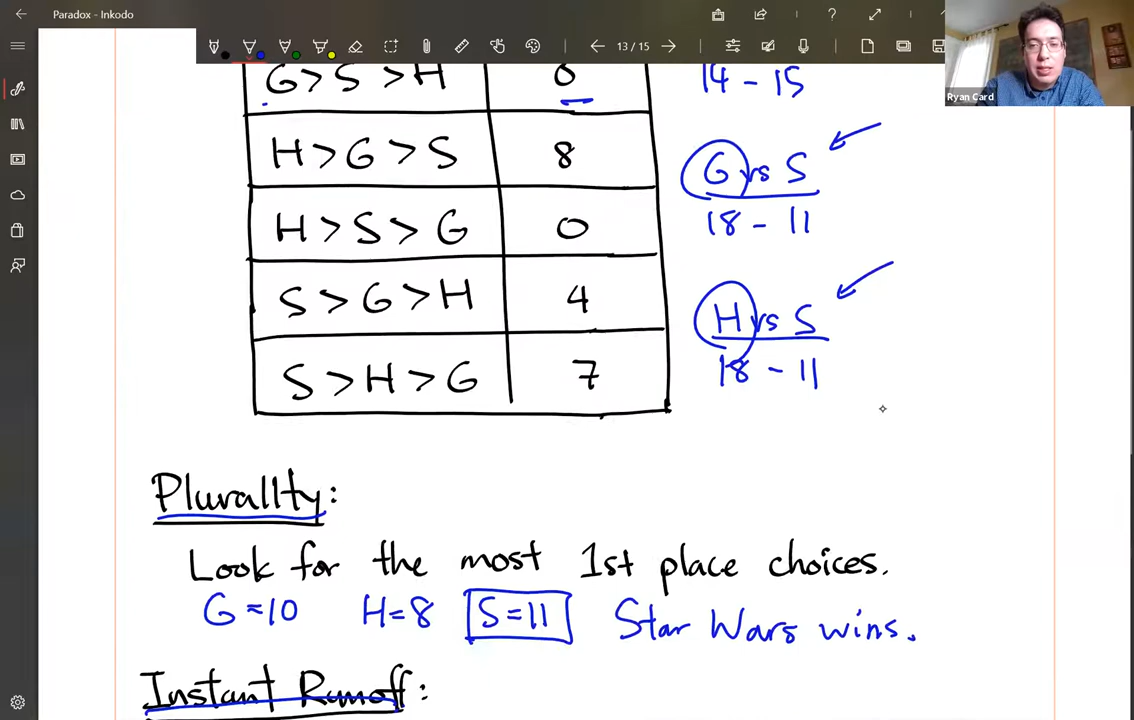 Paradox - Inkodo
13 / 15
?
Ryan Card
G > S > H 0
14 - 15
H > G > S 8
G vs S
18 - 11
H > S > G 0
S > G > H 4
H vs S
18 - 11
S > H > G 7
Plurallty:
Look for the most 1st place choices.
G = 10 H = 8 S = 11 Star Wars wins.
Instant Runoff: